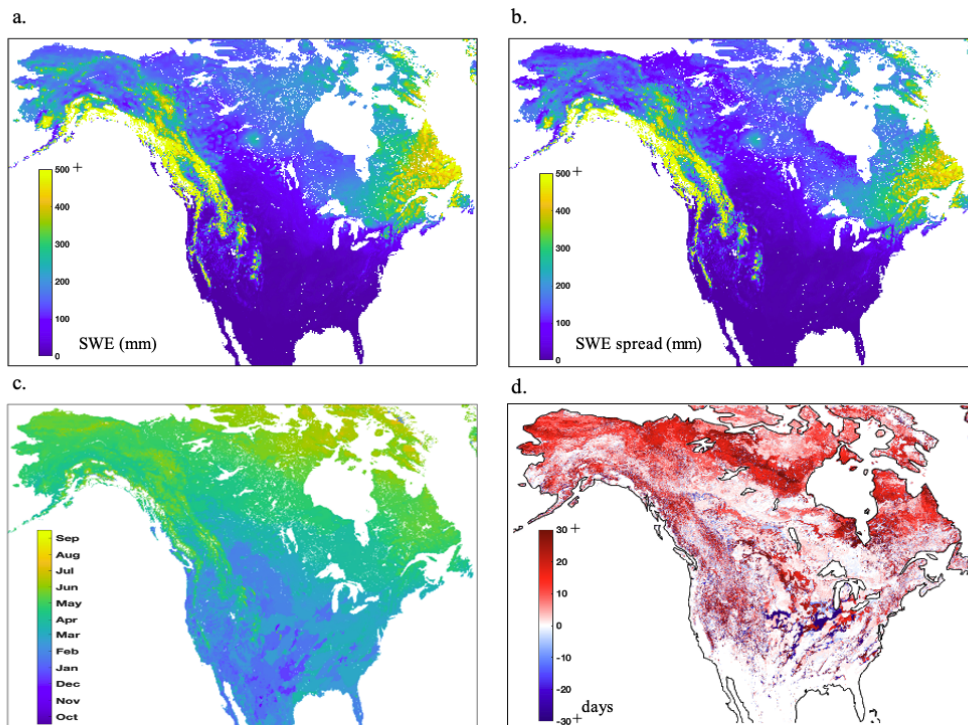 a.
b.
500 +
400
300
200
100
0
SWE (mm)
500 +
400
300
200
100
0
SWE spread (mm)
c.
d.
Sep
Aug
Jul
Jun
May
Apr
Mar
Feb
Jan
Dec
Nov
Oct
30 +
20
10
0
-10
-20
-30 +
days